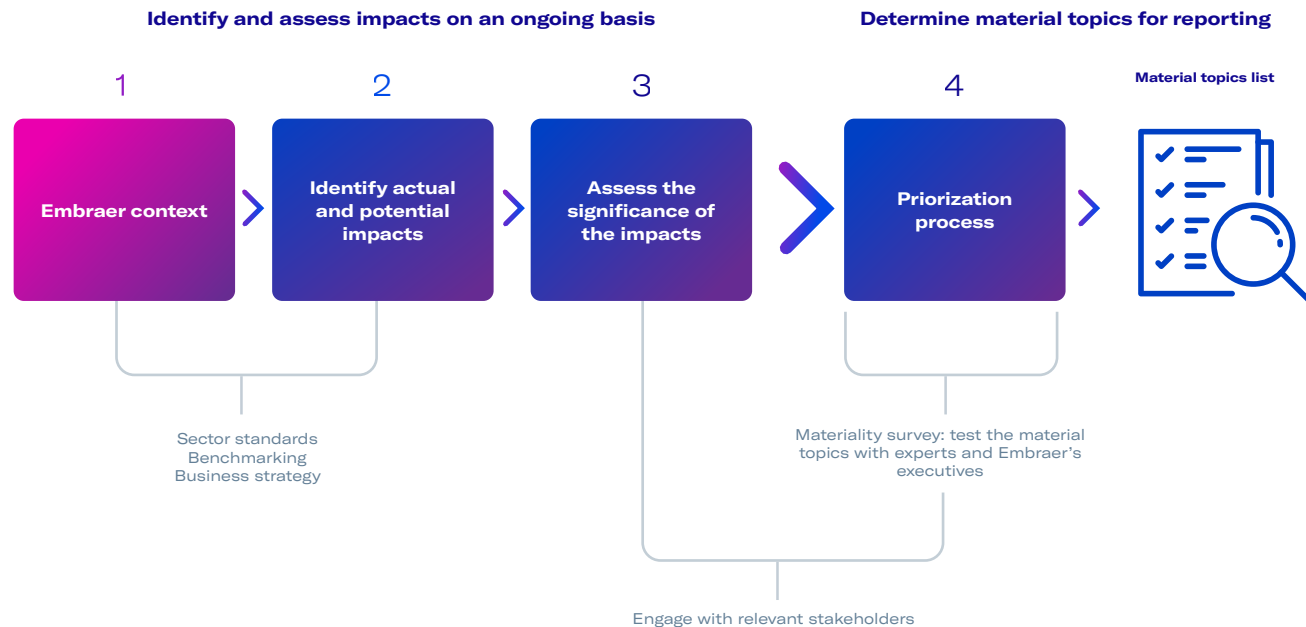 Identify and assess impacts on an ongoing basis
Determine material topics for reporting
1
2
3
4
Material topics list
Embraer context
Identify actual
and potential
impacts
Assess the
significance of
the impacts
Priorization
process
Sector standards
Benchmarking
Business strategy
Materiality survey: test the material
topics with experts and Embraer’s
executives
Engage with relevant stakeholders